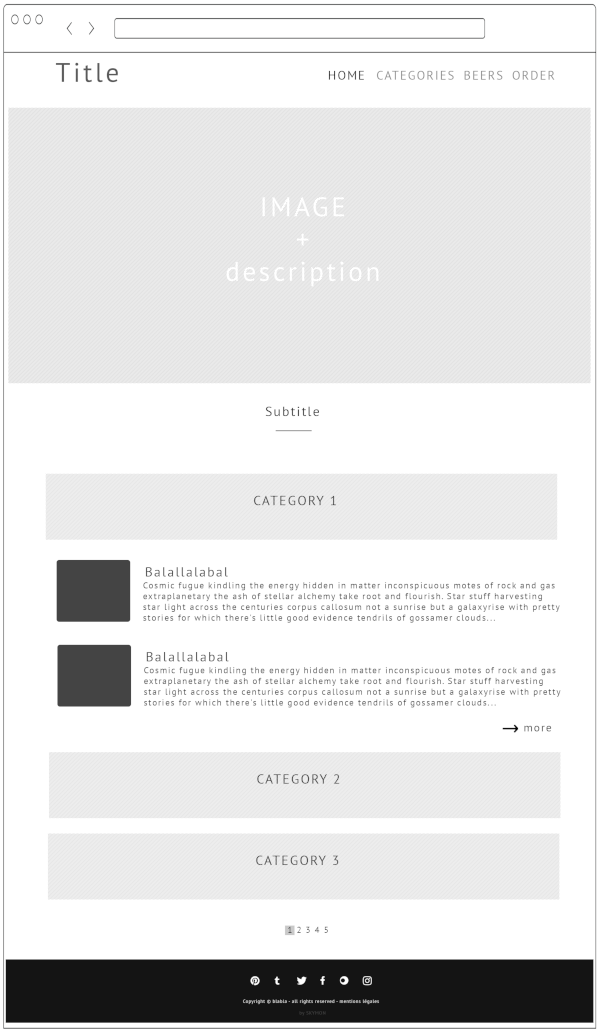 Title
HOME CATEGORIES BEERS ORDER
IMAGE
+
description
Subtitle
CATEGORY 1
Balallalabal
Cosmic fugue kindling the energy hidden in matter inconspicuous motes of rock and gas
extraplanetary the ash of stellar alchemy take root and flourish. Star stuff harvesting
star light across the centuries corpus callosum not a sunrise but a galaxyrise with pretty
stories for which there's little good evidence tendrils of gossamer clouds...
Balallalabal
Cosmic fugue kindling the energy hidden in matter inconspicuous motes of rock and gas
extraplanetary the ash of stellar alchemy take root and flourish. Star stuff harvesting
star light across the centuries corpus callosum not a sunrise but a galaxyrise with pretty
stories for which there's little good evidence tendrils of gossamer clouds...
more
CATEGORY 2
CATEGORY 3
1 2 3 4 5
Copyright © blabla - all rights reserved - mentions légales
by